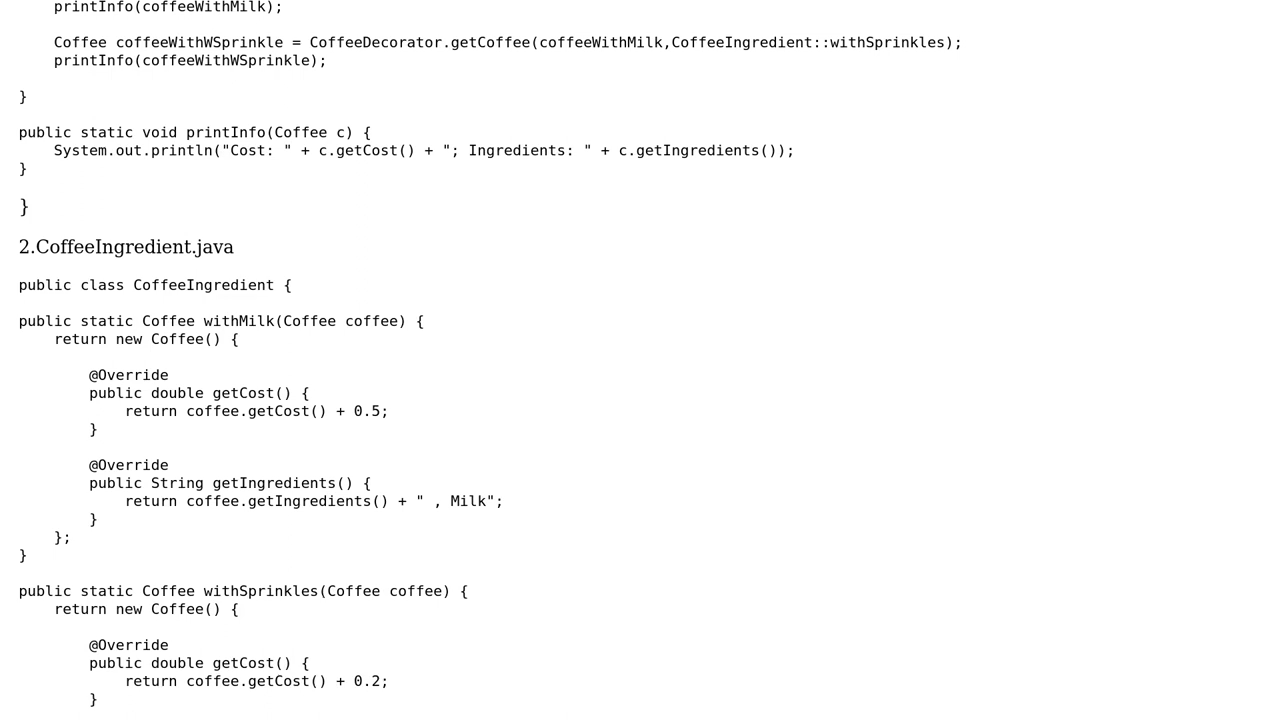 printInfo(coffeeWithMilk);

    Coffee coffeeWithWSprinkle = CoffeeDecorator.getCoffee(coffeeWithMilk,CoffeeIngredient::withSprinkles);
    printInfo(coffeeWithWSprinkle);

}

public static void printInfo(Coffee c) {
    System.out.println("Cost: " + c.getCost() + "; Ingredients: " + c.getIngredients());
}

}

2.CoffeeIngredient.java

public class CoffeeIngredient {

public static Coffee withMilk(Coffee coffee) {
    return new Coffee() {

        @Override
        public double getCost() {
            return coffee.getCost() + 0.5;
        }

        @Override
        public String getIngredients() {
            return coffee.getIngredients() + " , Milk";
        }
    };
}

public static Coffee withSprinkles(Coffee coffee) {
    return new Coffee() {

        @Override
        public double getCost() {
            return coffee.getCost() + 0.2;
        }